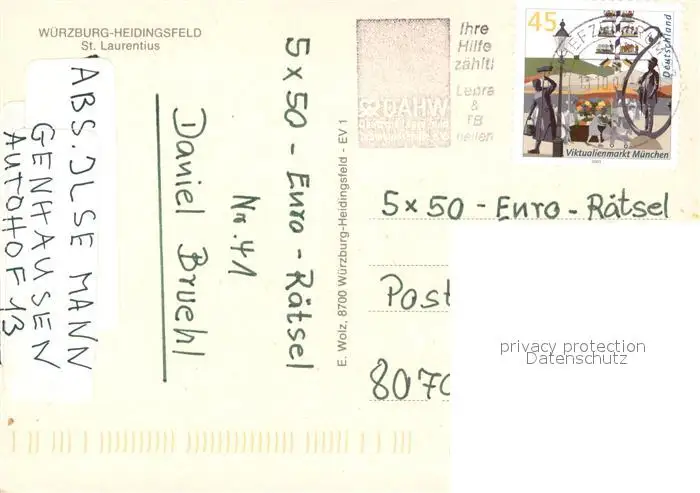 WÜRZBURG-HEIDINGSFELD
St. Laurentius
ABS. ILSE MANN
GENHAUSEN
AUTOHOF 13
5 x 50 - Euro - Rätsel
Nr. 41
Daniel Bruehl
E. Wolz, 8700 Würzburg-Heidingsfeld - EV 1
Ihre
Hilfe
zählt!
DAHW
Lepra
&
TB
heilen
45
Deutschland
Viktualienmarkt München
5 x 50 - Euro - Rätsel
Post
8070
privacy protection
Datenschutz